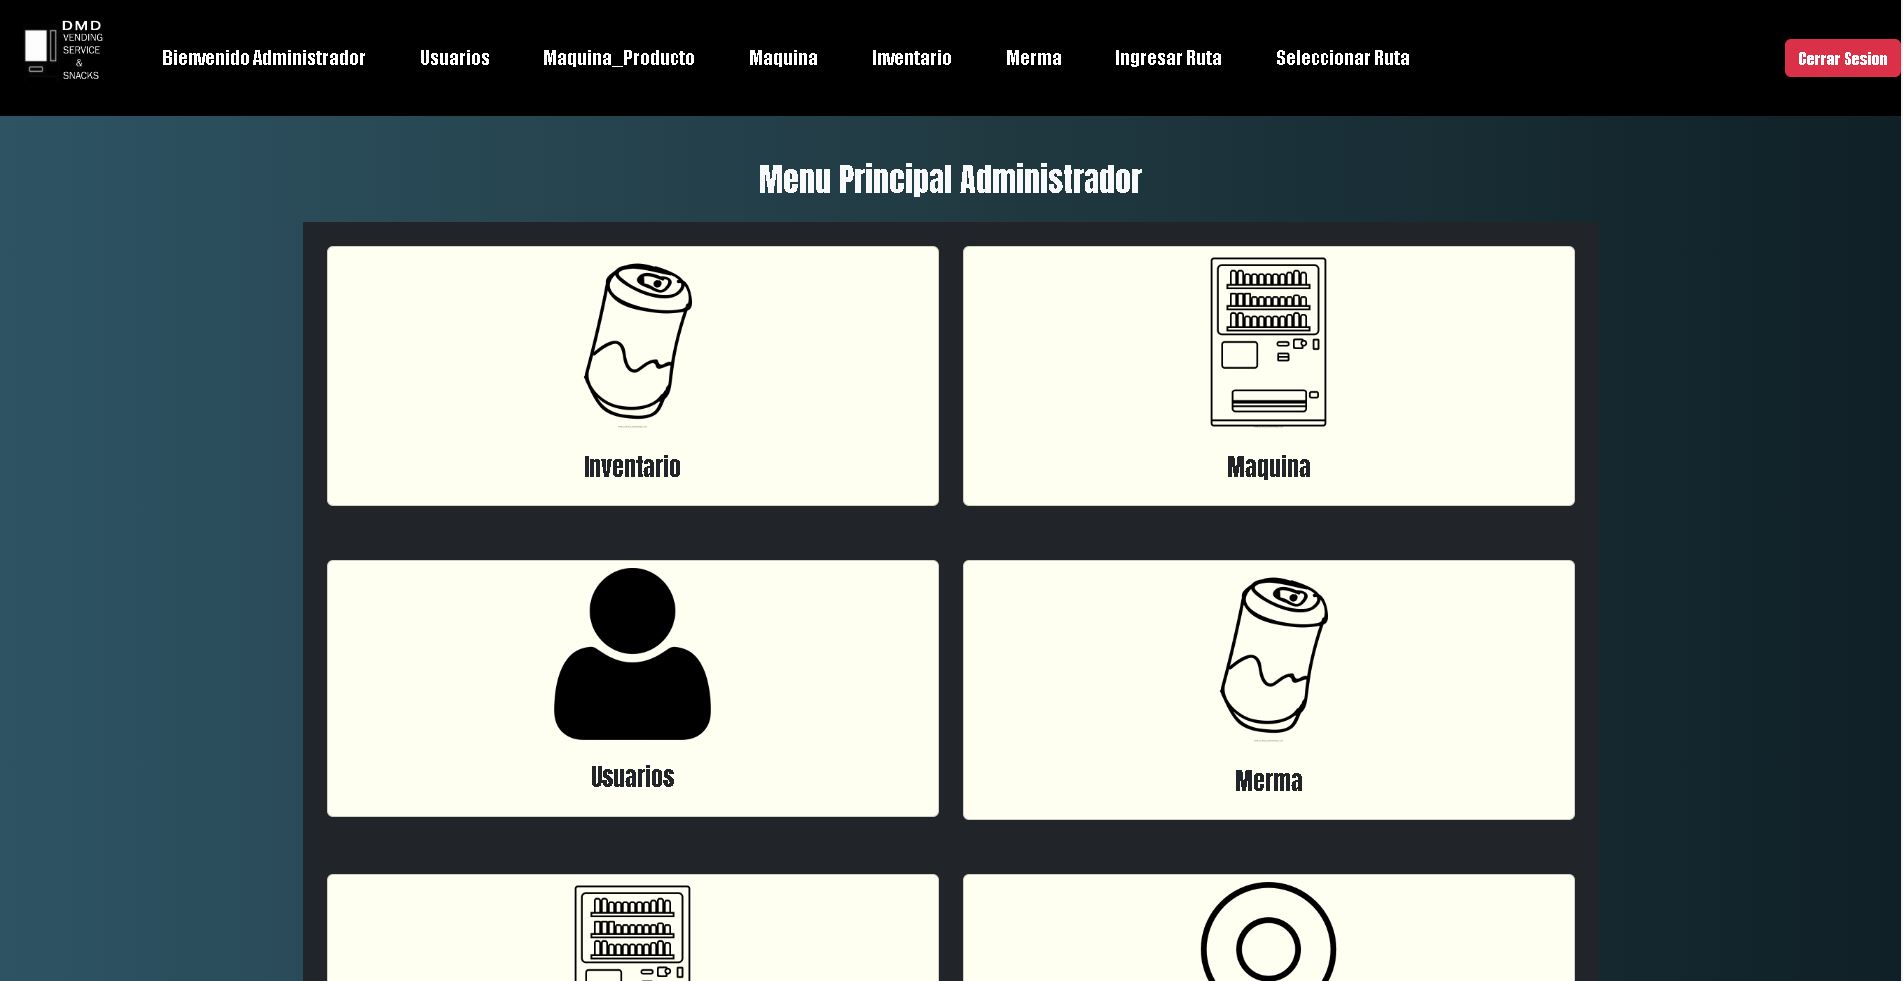 DMD
VENDING
SERVICE
&
SNACKS
Bienvenido Administrador Usuarios Maquina_Producto Maquina Inventario Merma Ingresar Ruta Seleccionar Ruta Cerrar Sesion
Menu Principal Administrador
Inventario Maquina
Usuarios Merma